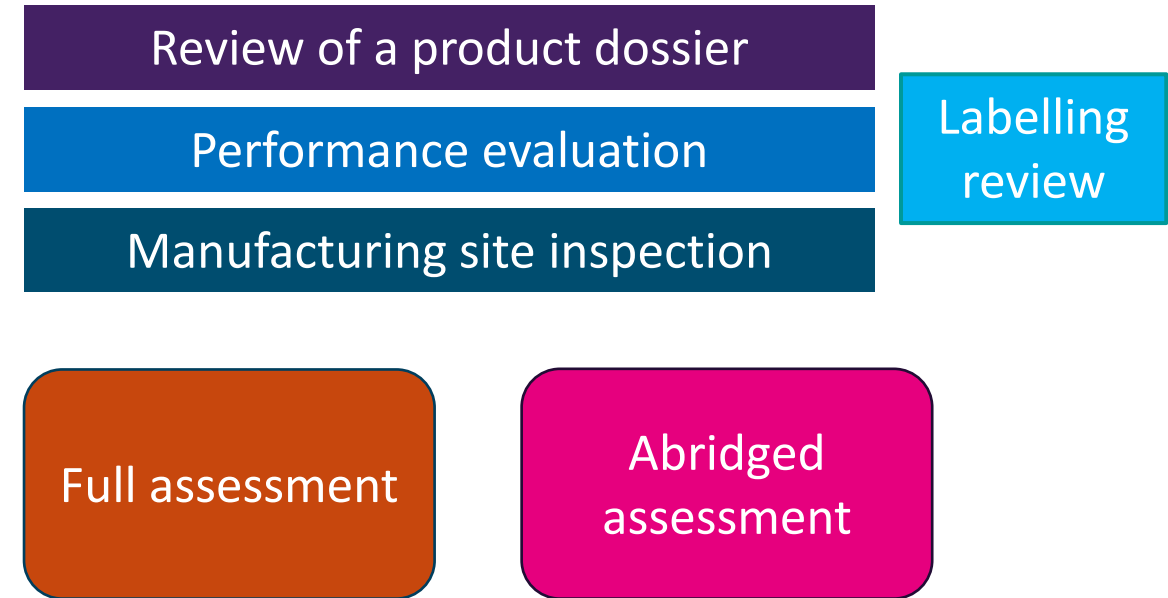 Review of a product dossier
Performance evaluation
Manufacturing site inspection
Labelling
review
Full assessment
Abridged
assessment